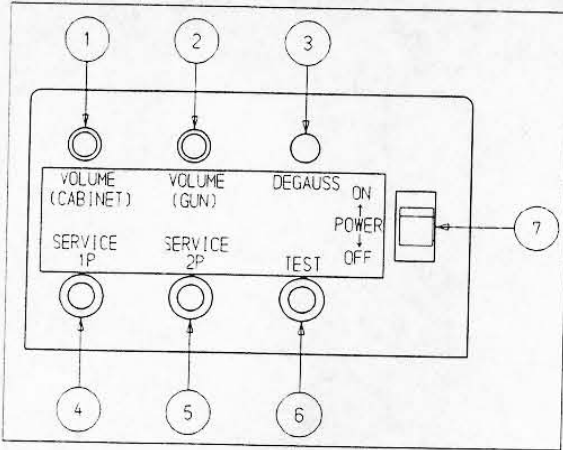 1 2 3
VOLUME (CABINET)
VOLUME (GUN)
DEGAUSS
ON
↑
POWER
↓
OFF
7
SERVICE 1P
SERVICE 2P
TEST
4 5 6